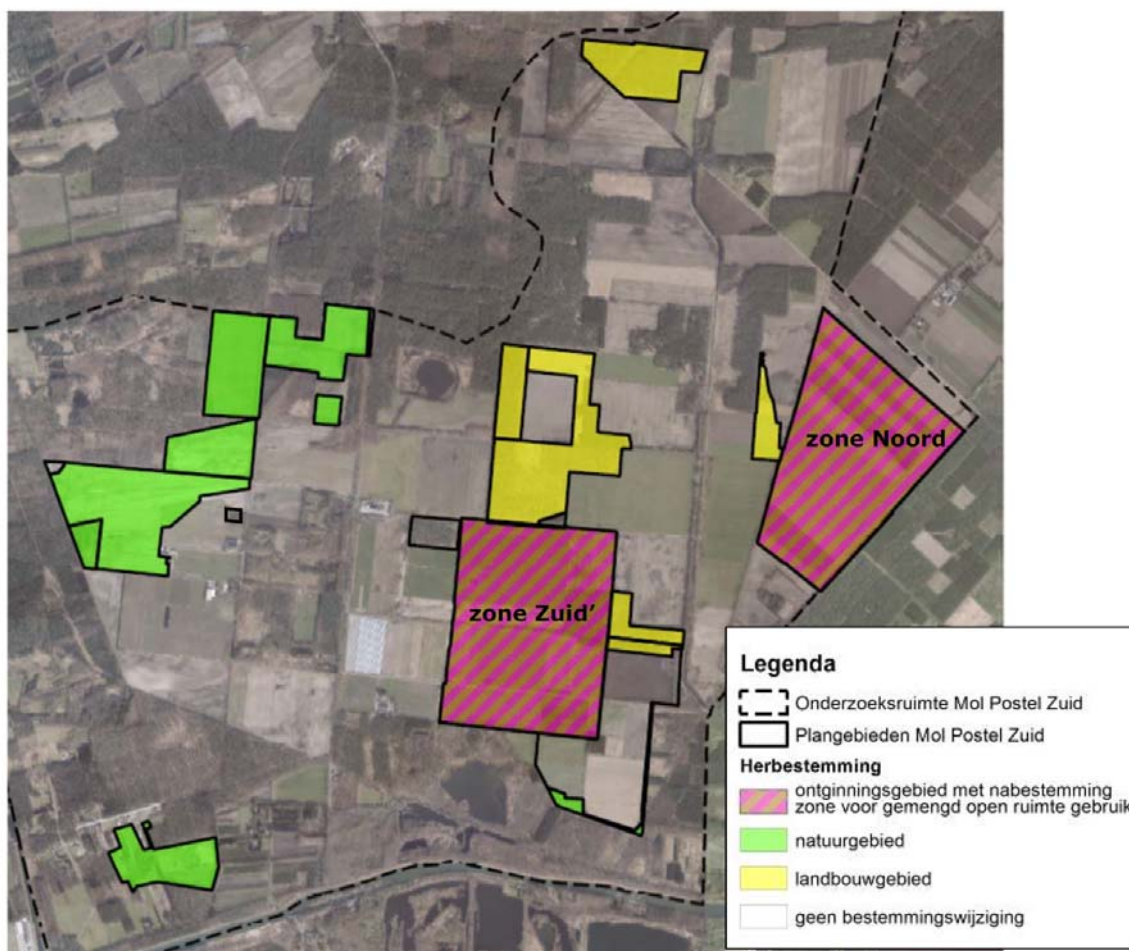 zone Noord
zone Zuid’
Legenda
Onderzoeksruimte Mol Postel Zuid
Plangebieden Mol Postel Zuid
Herbestemming
ontginningsgebied met nabestemming
zone voor gemengd open ruimte gebruik
natuurgebied
landbouwgebied
geen bestemmingswijziging